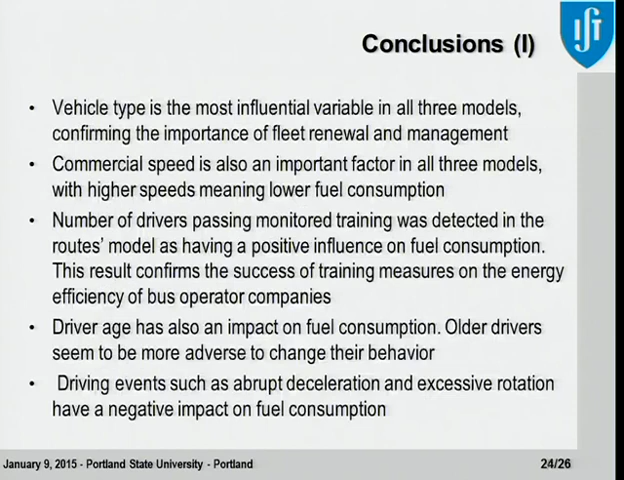 Conclusions (I)
IST
• Vehicle type is the most influential variable in all three models,
confirming the importance of fleet renewal and management
• Commercial speed is also an important factor in all three models,
with higher speeds meaning lower fuel consumption
• Number of drivers passing monitored training was detected in the
routes' model as having a positive influence on fuel consumption.
This result confirms the success of training measures on the energy
efficiency of bus operator companies
• Driver age has also an impact on fuel consumption. Older drivers
seem to be more adverse to change their behavior
• Driving events such as abrupt deceleration and excessive rotation
have a negative impact on fuel consumption
January 9, 2015 - Portland State University - Portland
24/26